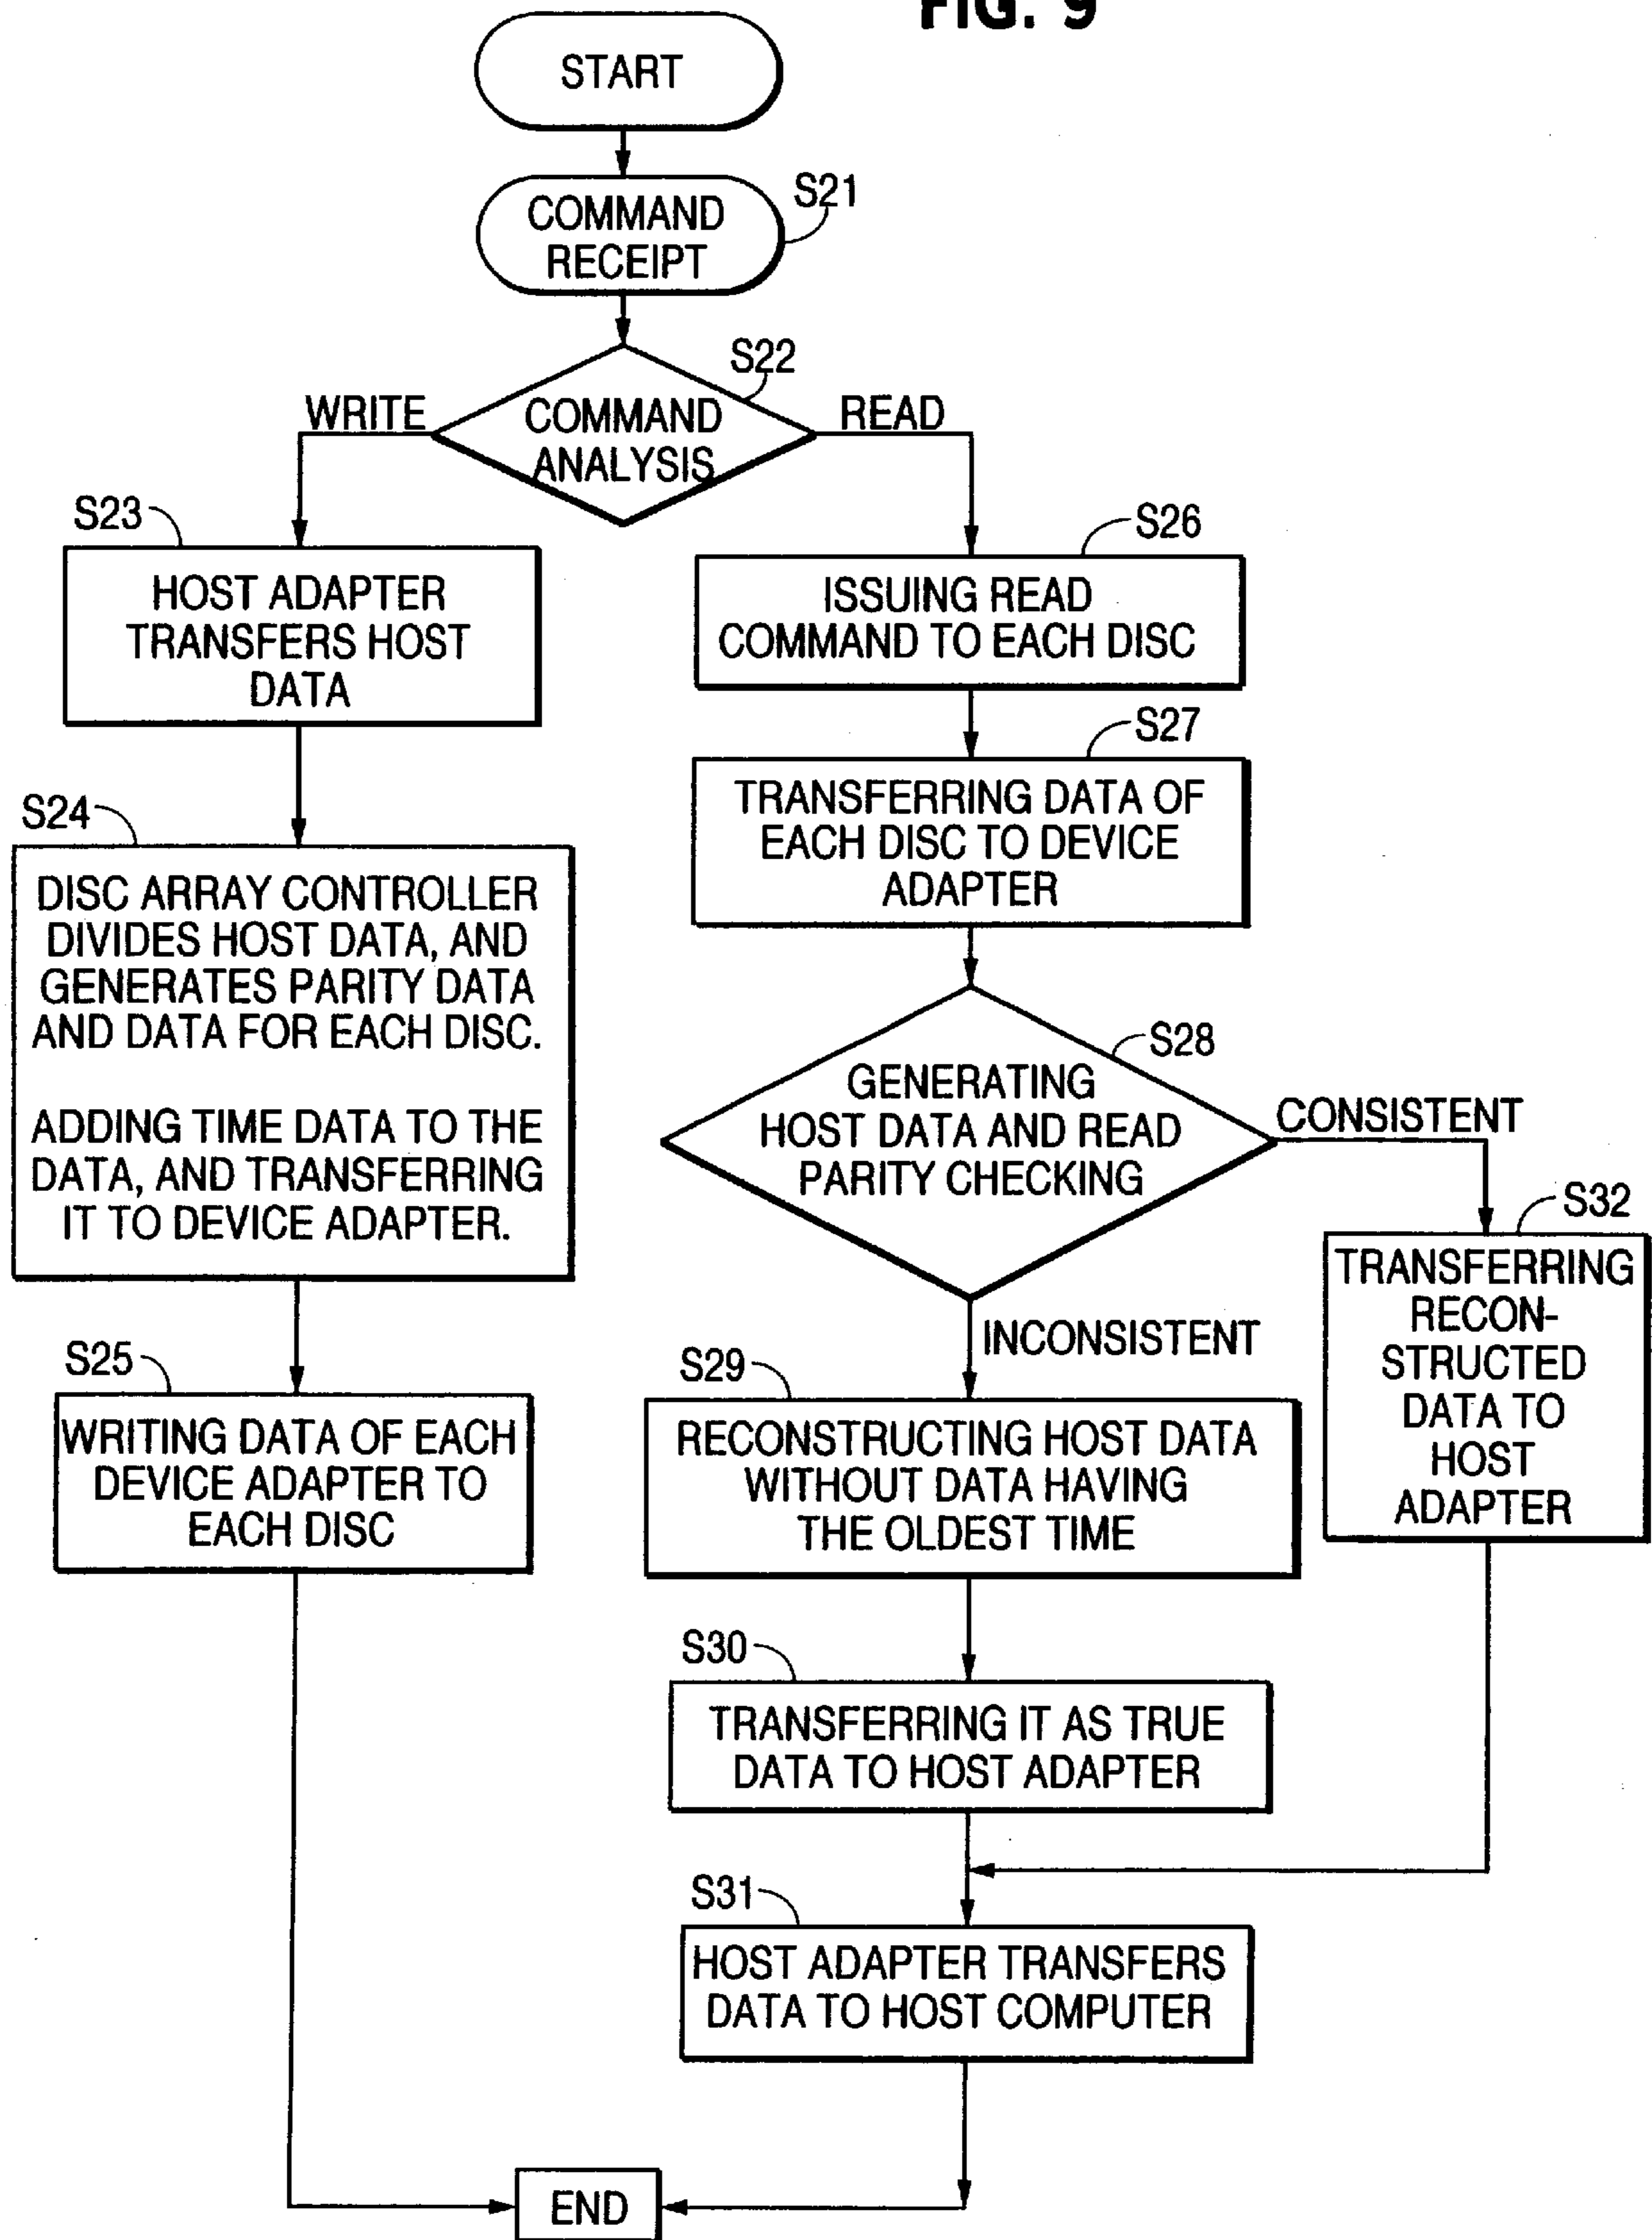 FIG. 9
START
S21
COMMAND
RECEIPT
S22
WRITE
COMMAND
ANALYSIS
READ
S23
HOST ADAPTER
TRANSFERS HOST
DATA
S24
DISC ARRAY CONTROLLER
DIVIDES HOST DATA, AND
GENERATES PARITY DATA
AND DATA FOR EACH DISC.
ADDING TIME DATA TO THE
DATA, AND TRANSFERRING
IT TO DEVICE ADAPTER.
S25
WRITING DATA OF EACH
DEVICE ADAPTER TO
EACH DISC
S26
ISSUING READ
COMMAND TO EACH DISC
S27
TRANSFERRING DATA OF
EACH DISC TO DEVICE
ADAPTER
S28
GENERATING
HOST DATA AND READ
PARITY CHECKING
CONSISTENT
INCONSISTENT
S32
TRANSFERRING
RECON-
STRUCTED
DATA TO
HOST
ADAPTER
S29
RECONSTRUCTING HOST DATA
WITHOUT DATA HAVING
THE OLDEST TIME
S30
TRANSFERRING IT AS TRUE
DATA TO HOST ADAPTER
S31
HOST ADAPTER TRANSFERS
DATA TO HOST COMPUTER
END